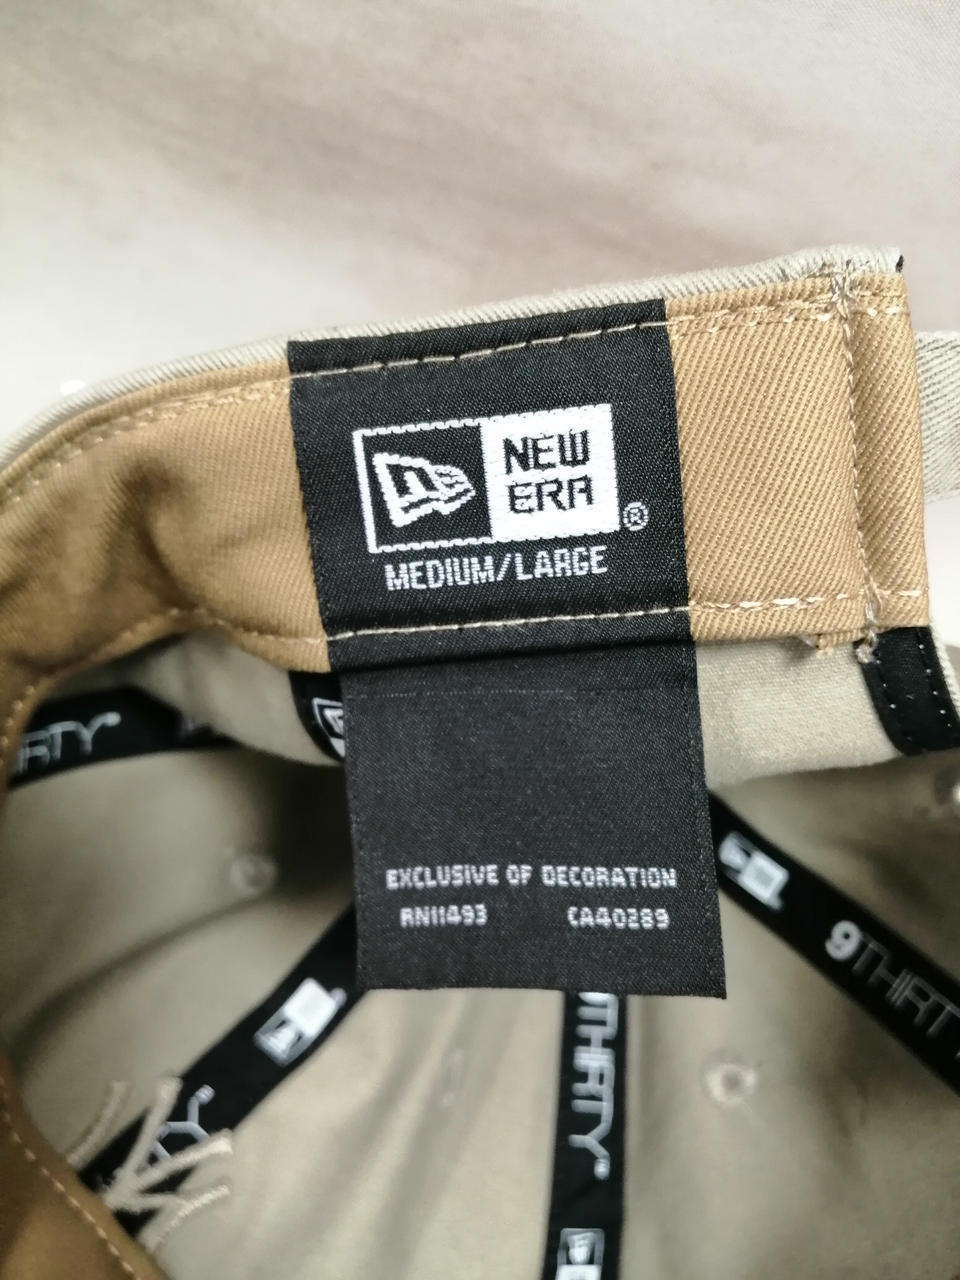 NEW
ERA
®
MEDIUM/LARGE
EXCLUSIVE OF DECORATION
RN11493 CA40289
9THIRTY
9THIRTY